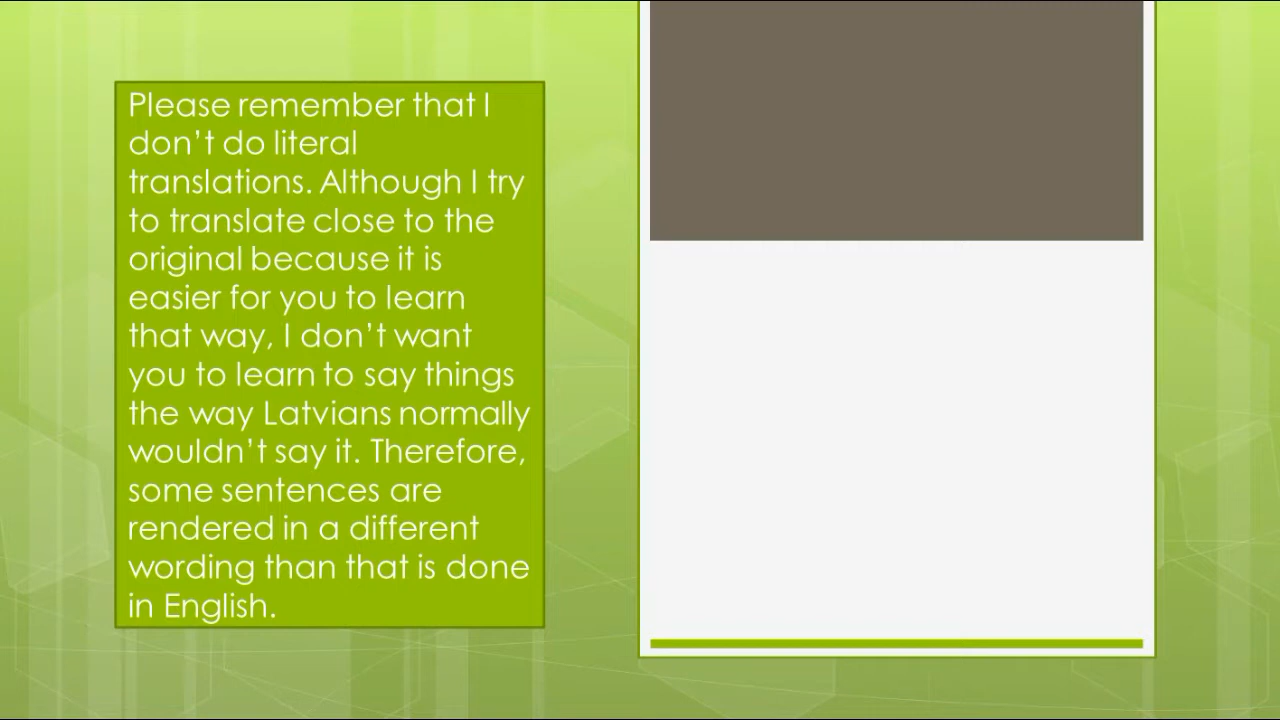 Please remember that I
don't do literal
translations. Although I try
to translate close to the
original because it is
easier for you to learn
that way, I don't want
you to learn to say things
the way Latvians normally
wouldn't say it. Therefore,
some sentences are
rendered in a different
wording than that is done
in English.